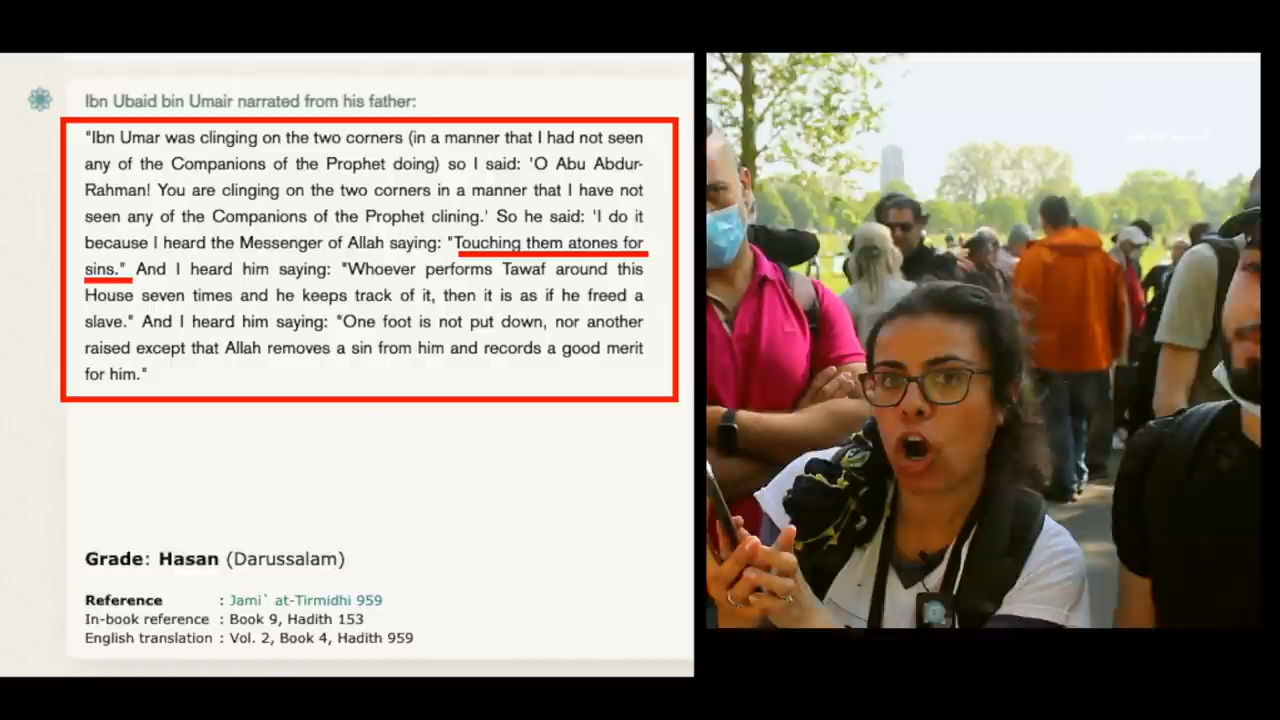 Ibn Ubaid bin Umair narrated from his father:
"Ibn Umar was clinging on the two corners (in a manner that I had not seen
any of the Companions of the Prophet doing) so I said: 'O Abu Abdur-
Rahman! You are clinging on the two corners in a manner that I have not
seen any of the Companions of the Prophet clining.' So he said: 'I do it
because I heard the Messenger of Allah saying: "Touching them atones for
sins." And I heard him saying: "Whoever performs Tawaf around this
House seven times and he keeps track of it, then it is as if he freed a
slave." And I heard him saying: "One foot is not put down, nor another
raised except that Allah removes a sin from him and records a good merit
for him."
Grade: Hasan (Darussalam)
Reference : Jami` at-Tirmidhi 959
In-book reference : Book 9, Hadith 153
English translation : Vol. 2, Book 4, Hadith 959